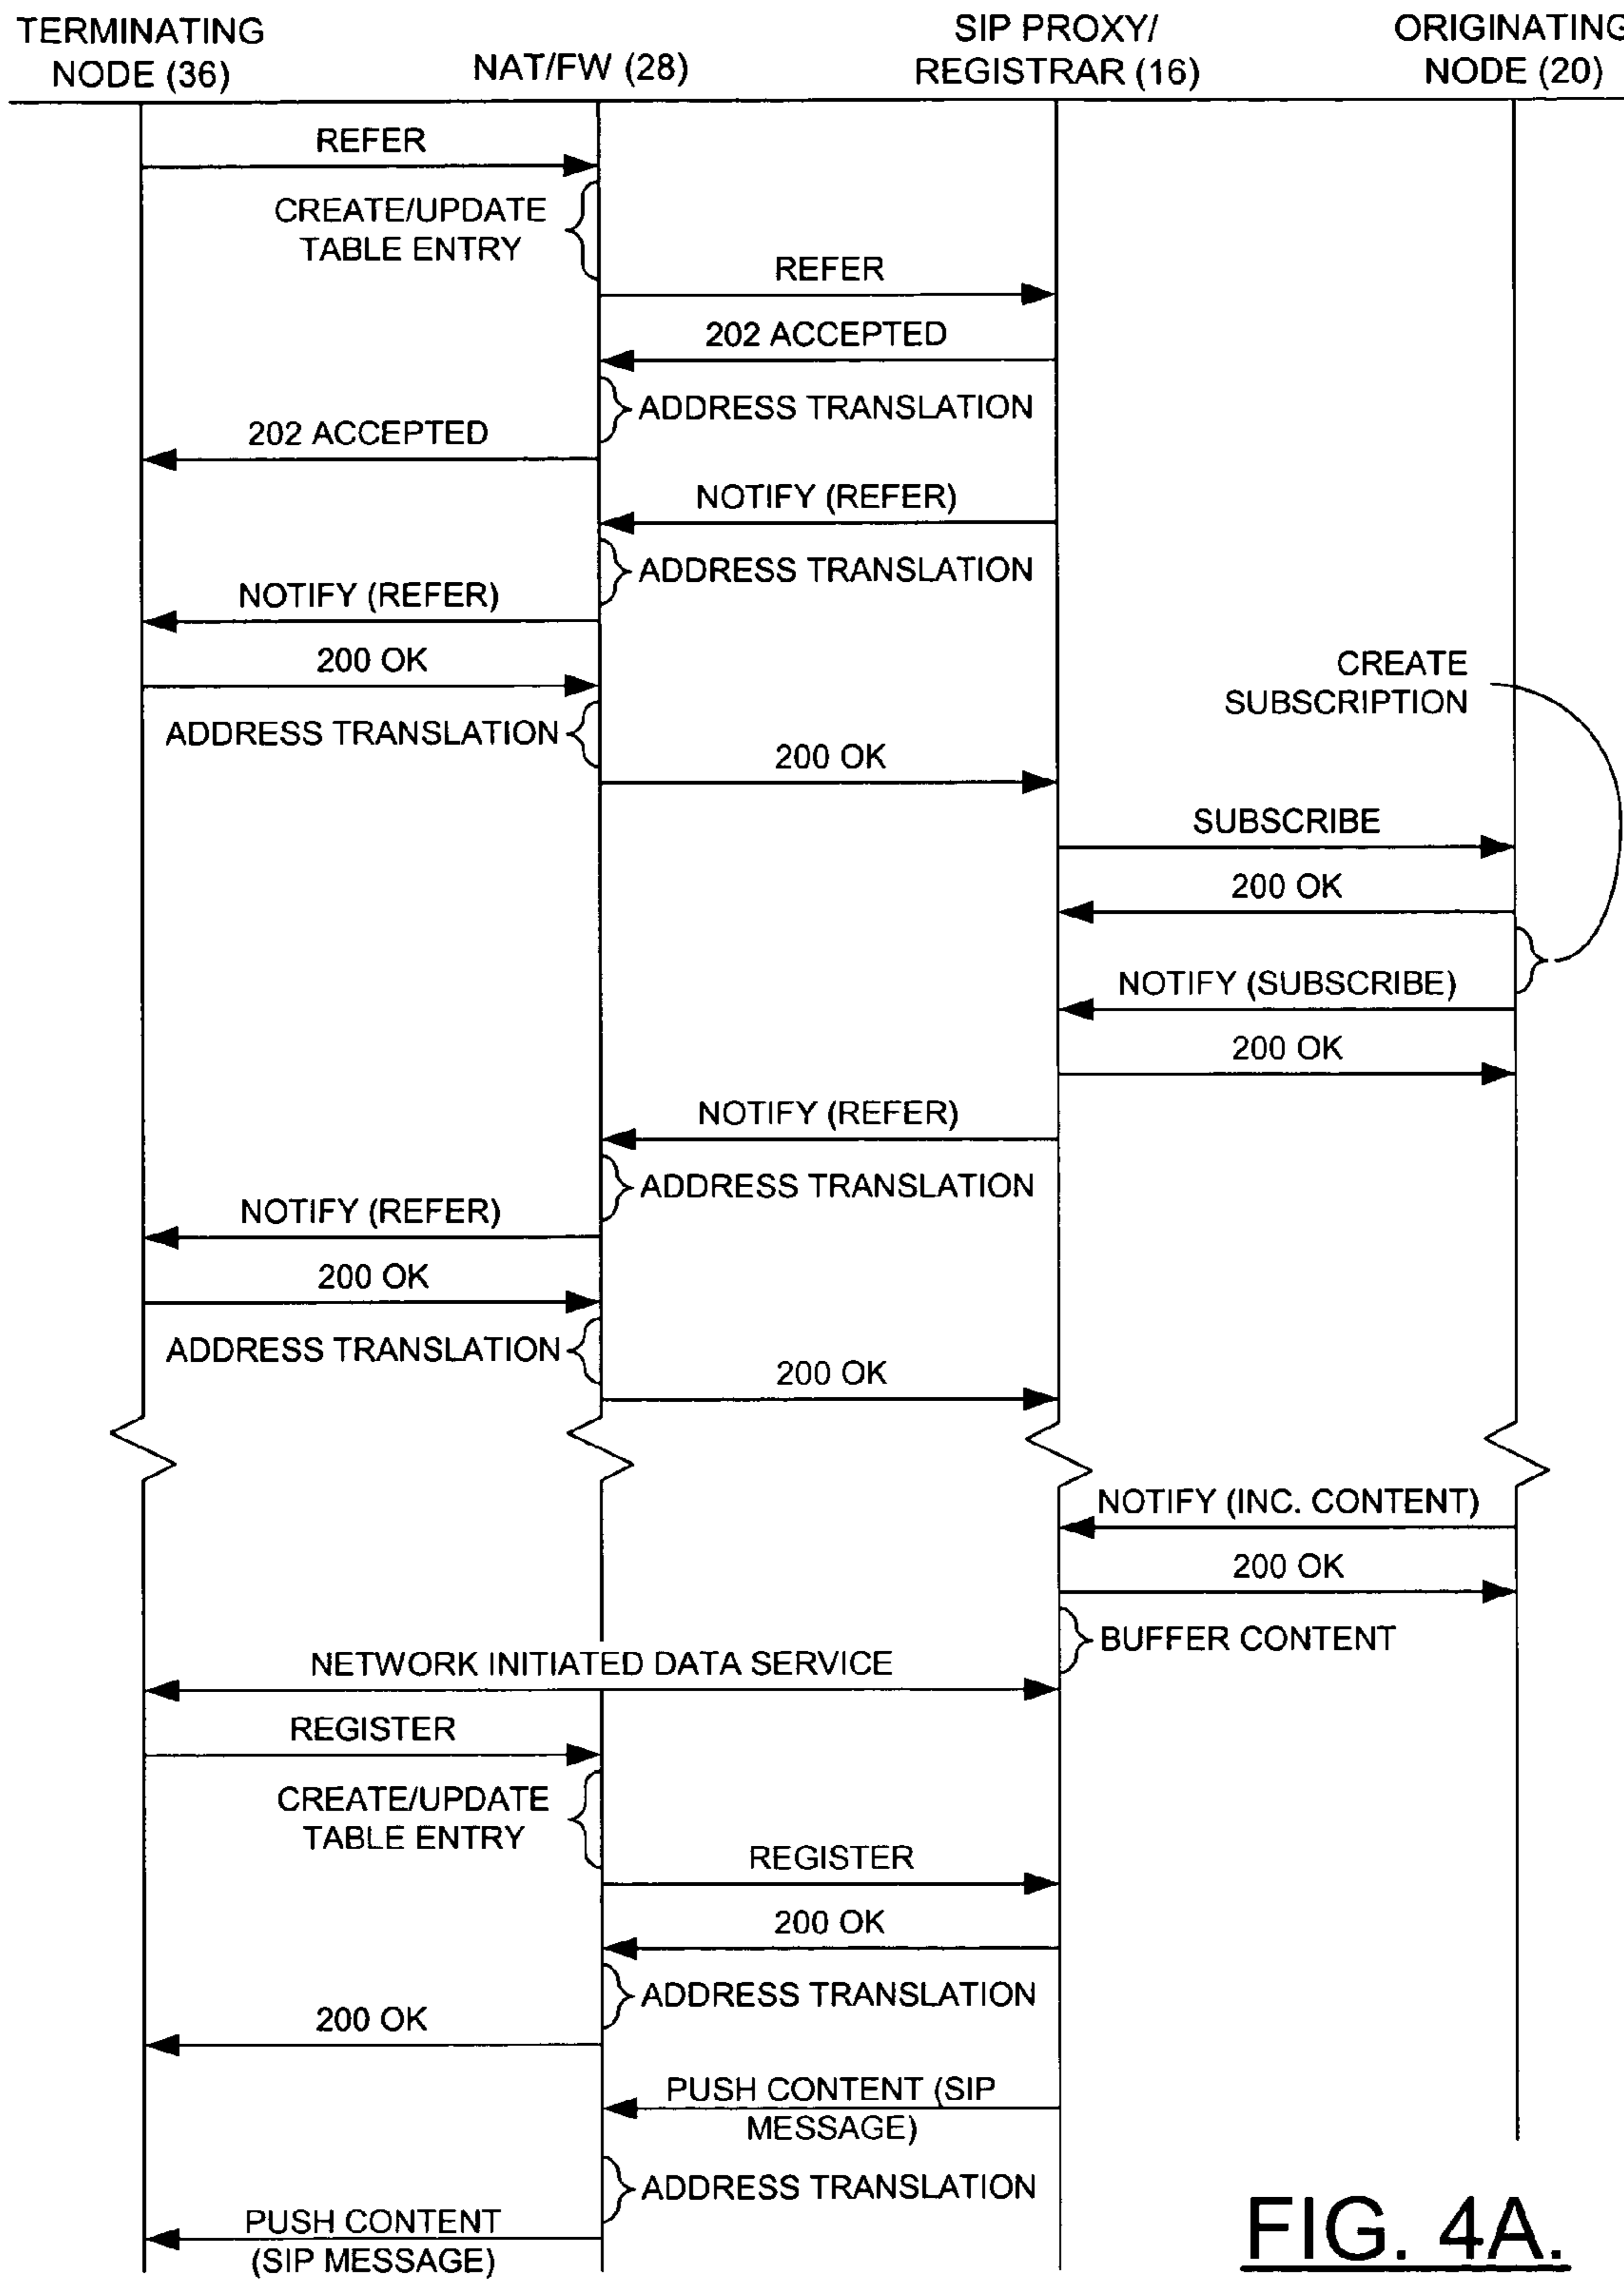 TERMINATING
NODE (36)
NAT/FW (28)
SIP PROXY/
REGISTRAR (16)
ORIGINATING
NODE (20)
REFER
CREATE/UPDATE
TABLE ENTRY
REFER
202 ACCEPTED
ADDRESS TRANSLATION
202 ACCEPTED
NOTIFY (REFER)
ADDRESS TRANSLATION
NOTIFY (REFER)
200 OK
CREATE
SUBSCRIPTION
ADDRESS TRANSLATION
200 OK
SUBSCRIBE
200 OK
NOTIFY (SUBSCRIBE)
200 OK
NOTIFY (REFER)
ADDRESS TRANSLATION
NOTIFY (REFER)
200 OK
ADDRESS TRANSLATION
200 OK
NOTIFY (INC. CONTENT)
200 OK
BUFFER CONTENT
NETWORK INITIATED DATA SERVICE
REGISTER
CREATE/UPDATE
TABLE ENTRY
REGISTER
200 OK
ADDRESS TRANSLATION
200 OK
PUSH CONTENT (SIP
MESSAGE)
ADDRESS TRANSLATION
PUSH CONTENT
(SIP MESSAGE)
FIG. 4A.